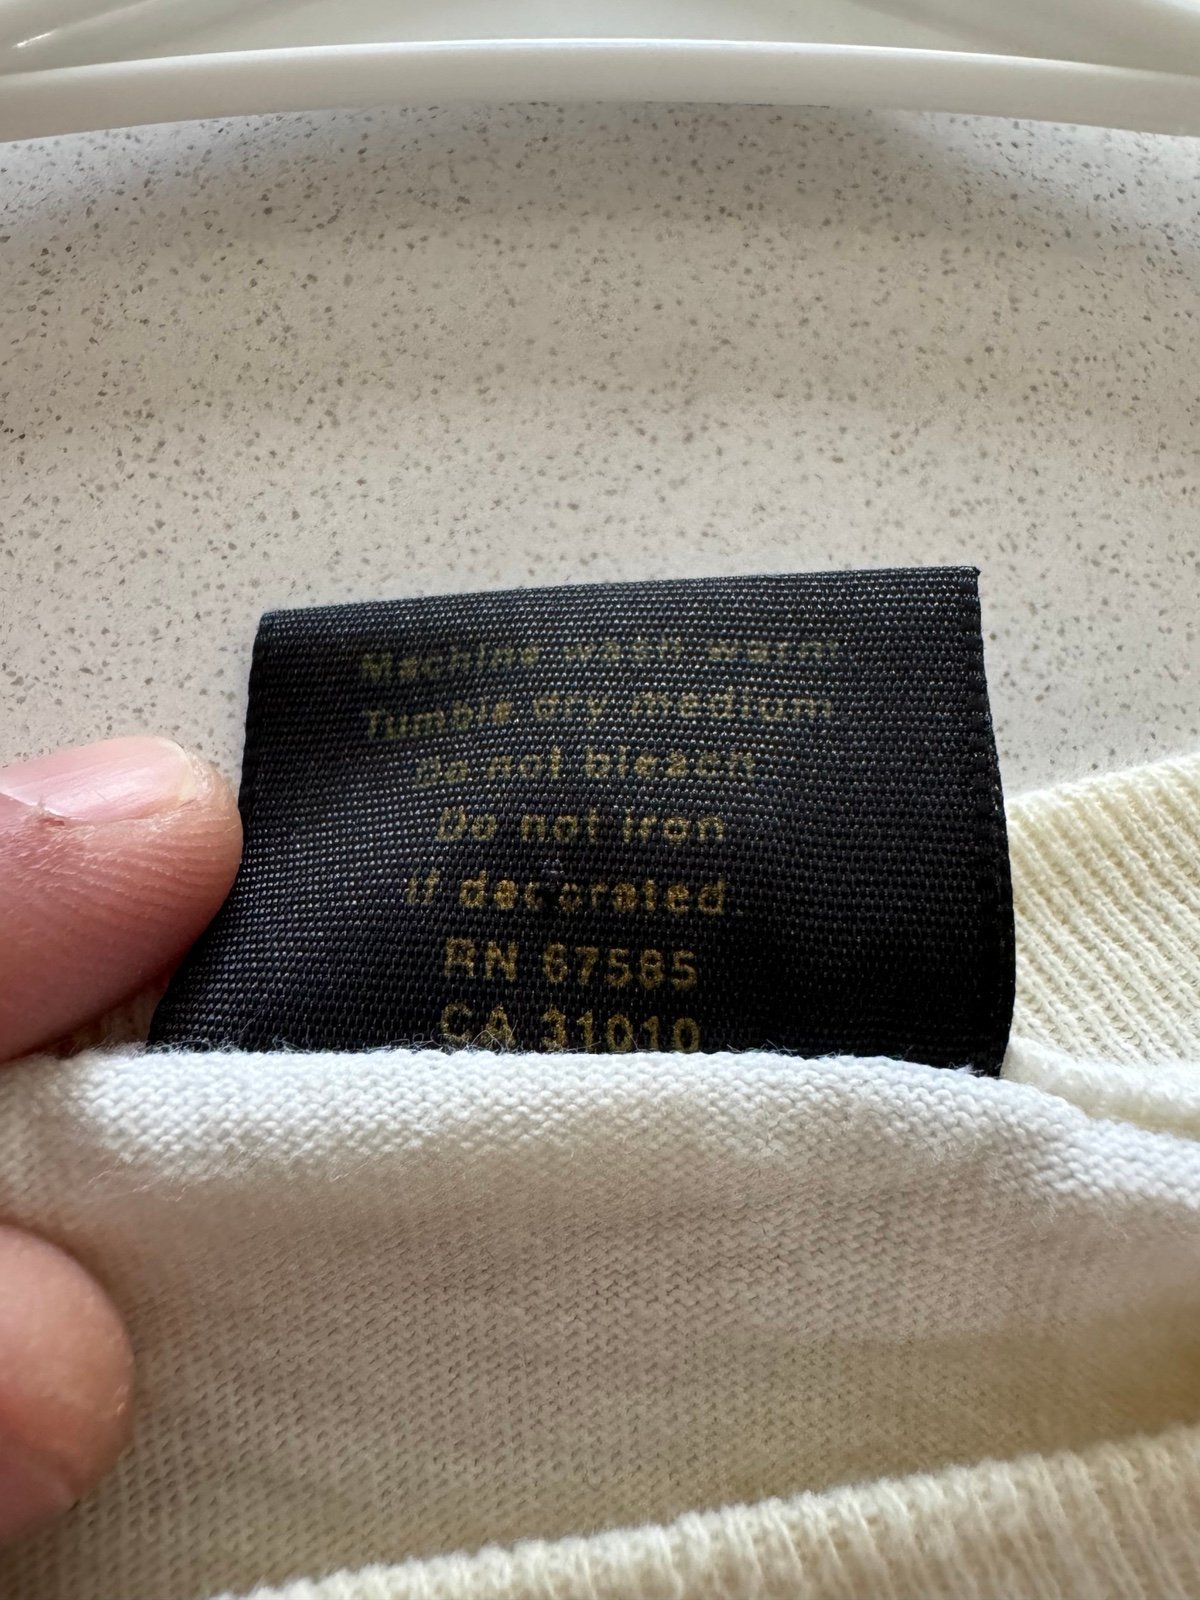 Machine wash warm
Tumble dry medium
Do not bleach
Do not iron
if decorated.
RN 67585
CA 31010